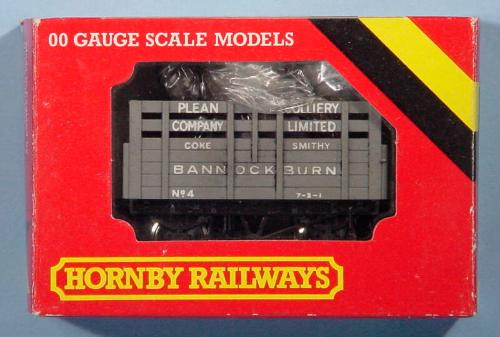 00 GAUGE SCALE MODELS
PLEAN COLLIERY
COMPANY LIMITED
COKE SMITHY
BANNOCKBURN
Nº4 7-3-1
HORNBY RAILWAYS